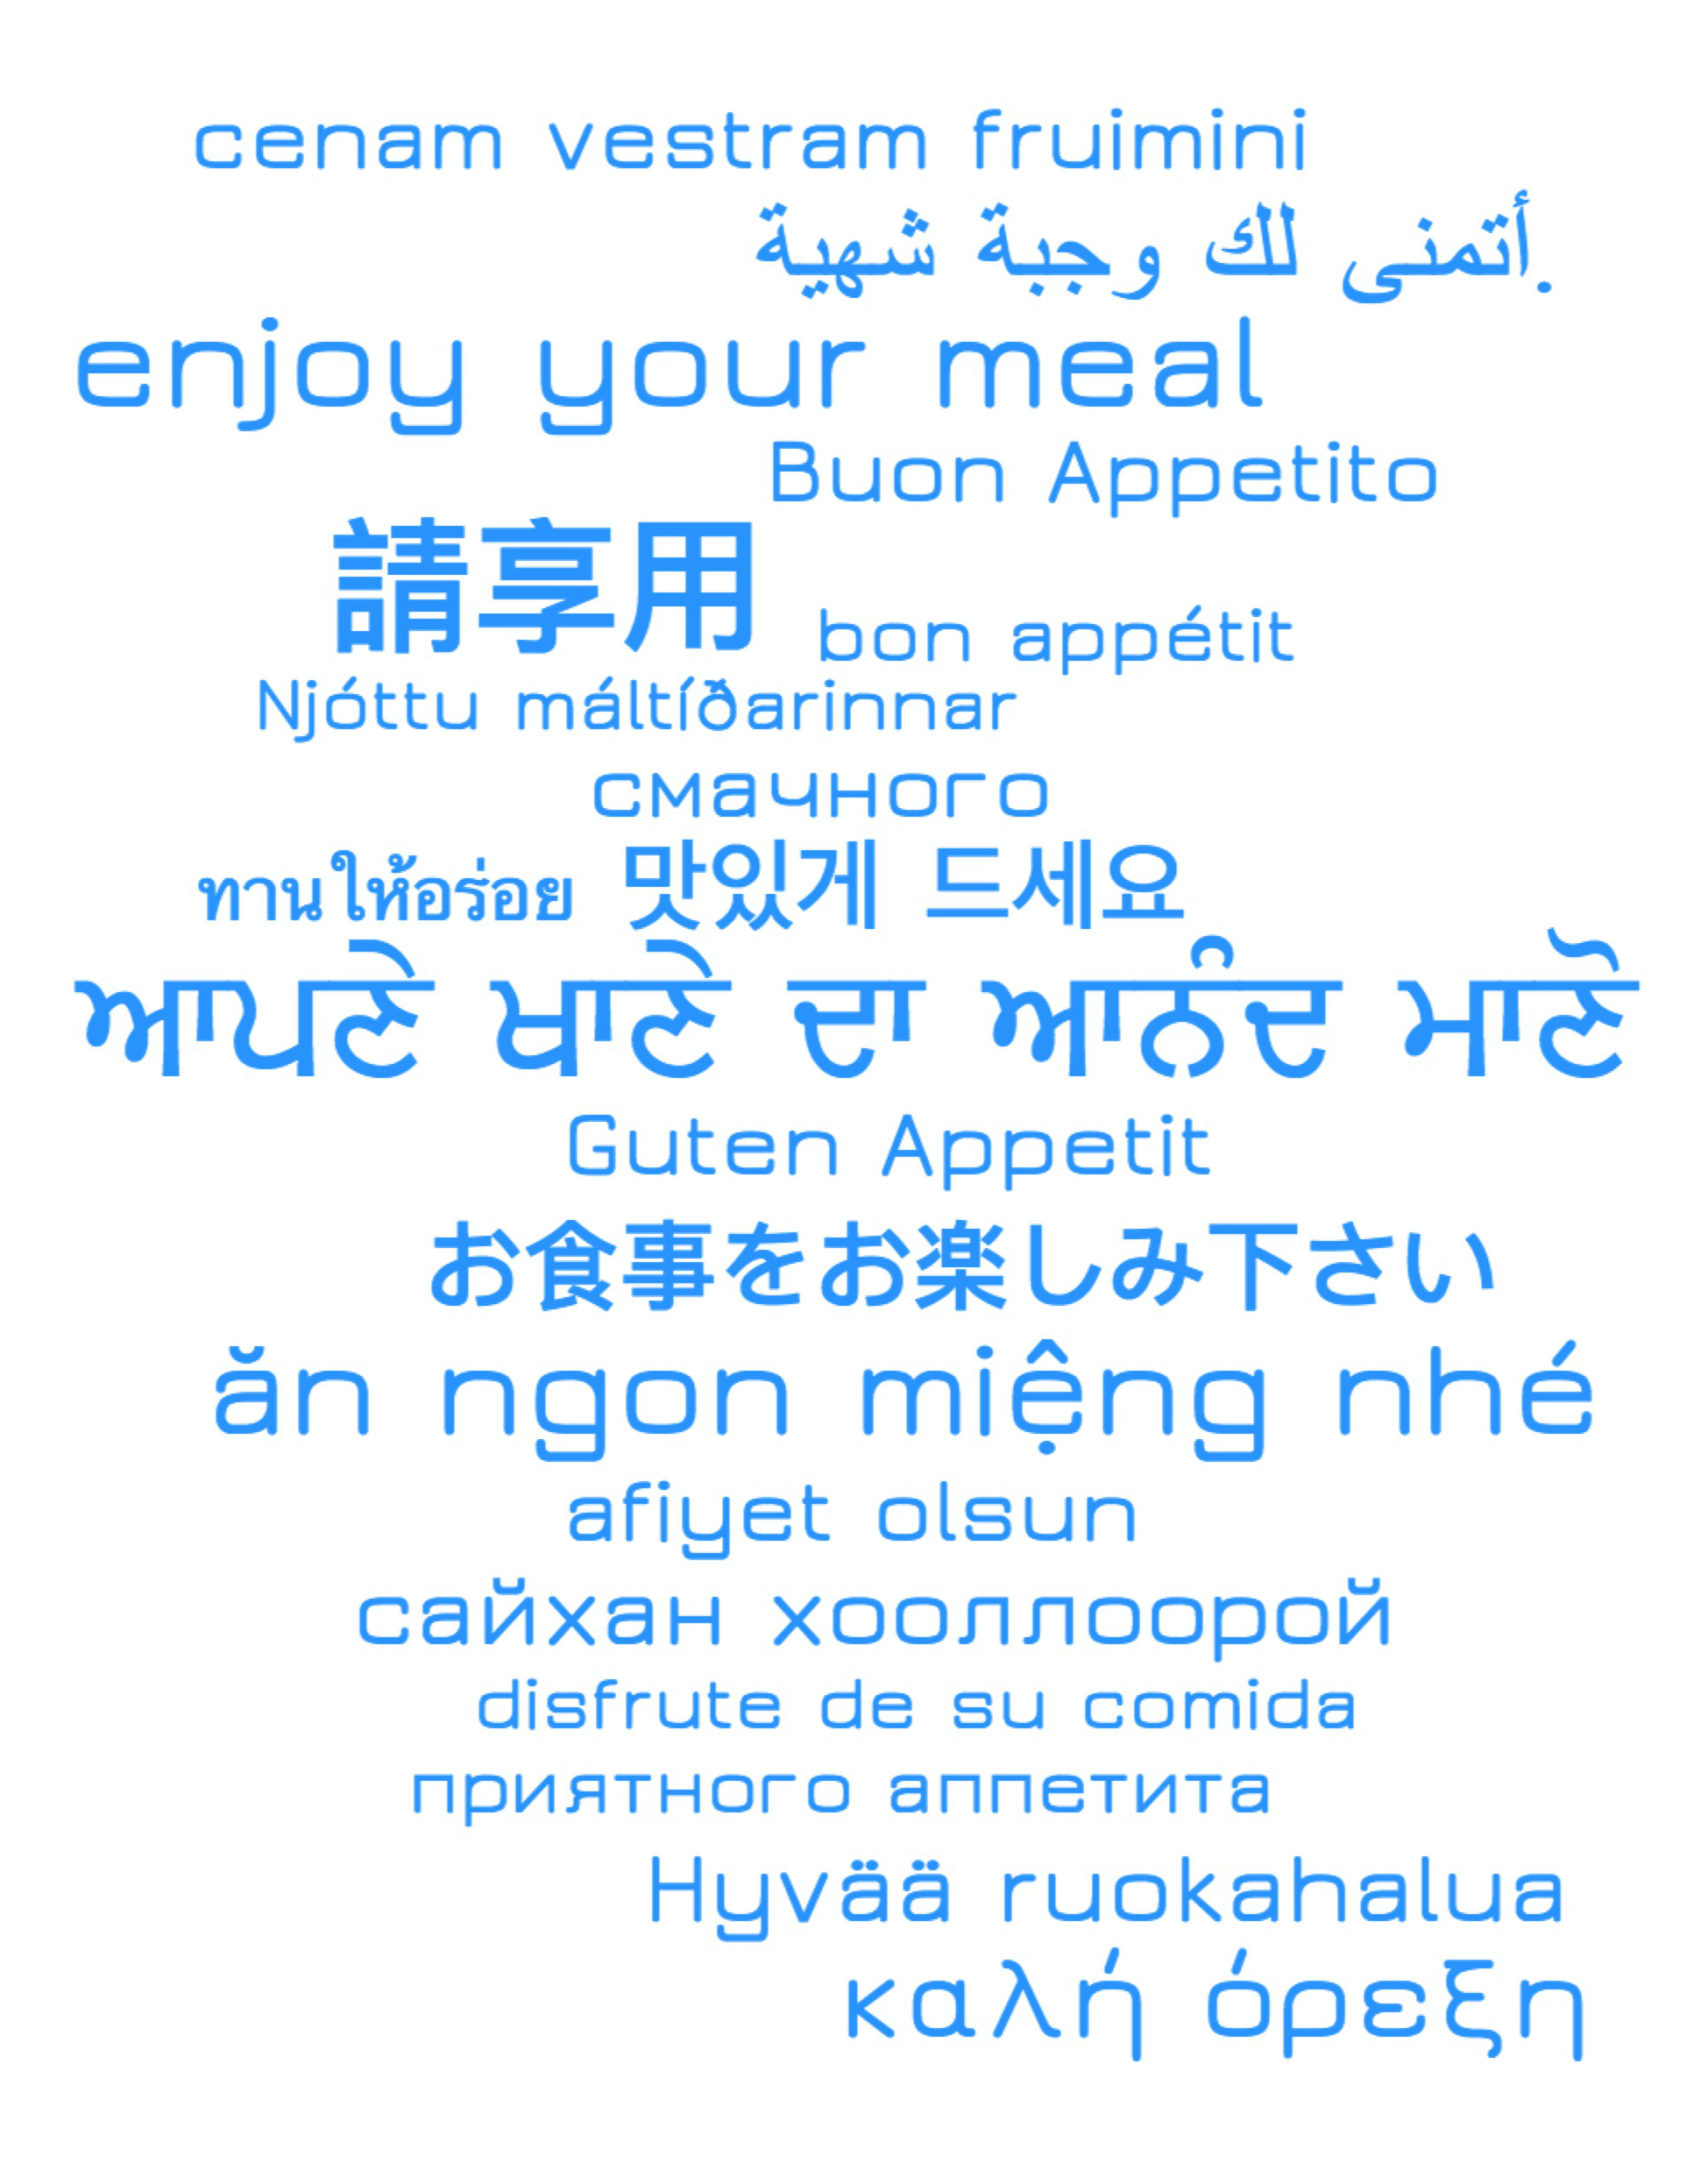 cenam vestram fruimini
أتمنى لك وجبة شهية.
enjoy your meal
Buon Appetito
請享用
bon appétit
Njóttu máltíðarinnar
смачного
ทานให้อร่อย 맛있게 드세요
ਆਪਣੇ ਖਾਣੇ ਦਾ ਆਨੰਦ ਮਾਣੋ
Guten Appetit
お食事をお楽しみ下さい
ăn ngon miệng nhé
afiyet olsun
сайхан хооллоорой
disfrute de su comida
приятного аппетита
Hyvää ruokahalua
καλή όρεξη